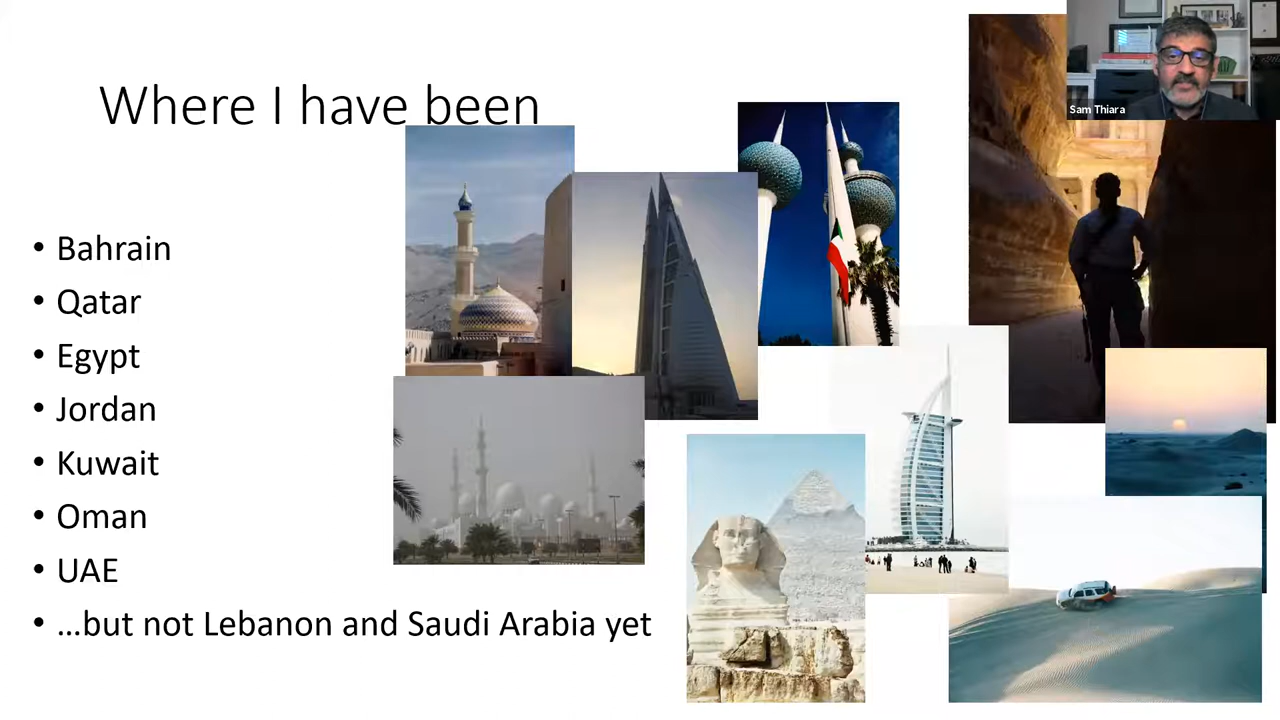 Where I have been
Sam Thiara
• Bahrain
• Qatar
• Egypt
• Jordan
• Kuwait
• Oman
• UAE
• …but not Lebanon and Saudi Arabia yet